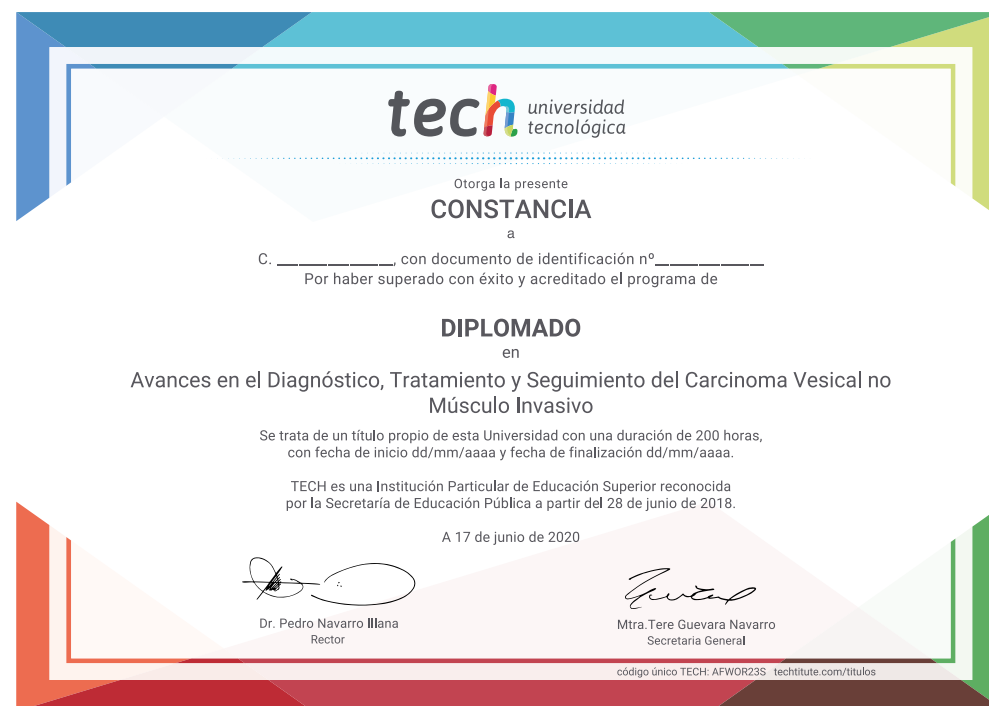 tech universidad
tecnológica
Otorga la presente
CONSTANCIA
a
C. ____________, con documento de identificación nº____________
Por haber superado con éxito y acreditado el programa de
DIPLOMADO
en
Avances en el Diagnóstico, Tratamiento y Seguimiento del Carcinoma Vesical no
Músculo Invasivo
Se trata de un título propio de esta Universidad con una duración de 200 horas,
con fecha de inicio dd/mm/aaaa y fecha de finalización dd/mm/aaaa.
TECH es una Institución Particular de Educación Superior reconocida
por la Secretaría de Educación Pública a partir del 28 de junio de 2018.
A 17 de junio de 2020
Dr. Pedro Navarro Illana
Rector
Mtra.Tere Guevara Navarro
Secretaria General
código único TECH: AFWOR23S techtitute.com/titulos